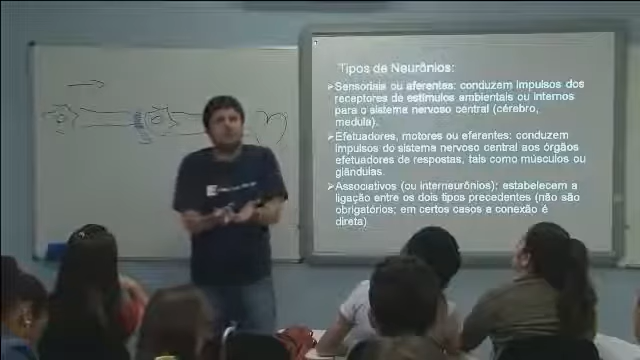 Tipos de Neurônios:
➢Sensoriais ou aferentes: conduzem impulsos dos
receptores de estímulos ambientais ou internos
para o sistema nervoso central (cérebro,
medula).
➢Efetuadores, motores ou eferentes: conduzem
impulsos do sistema nervoso central aos órgãos
efetuadores de respostas, tais como músculos ou
glândulas.
➢Associativos (ou interneurônios): estabelecem a
ligação entre os dois tipos precedentes (não são
obrigatórios; em certos casos a conexão é
direta)